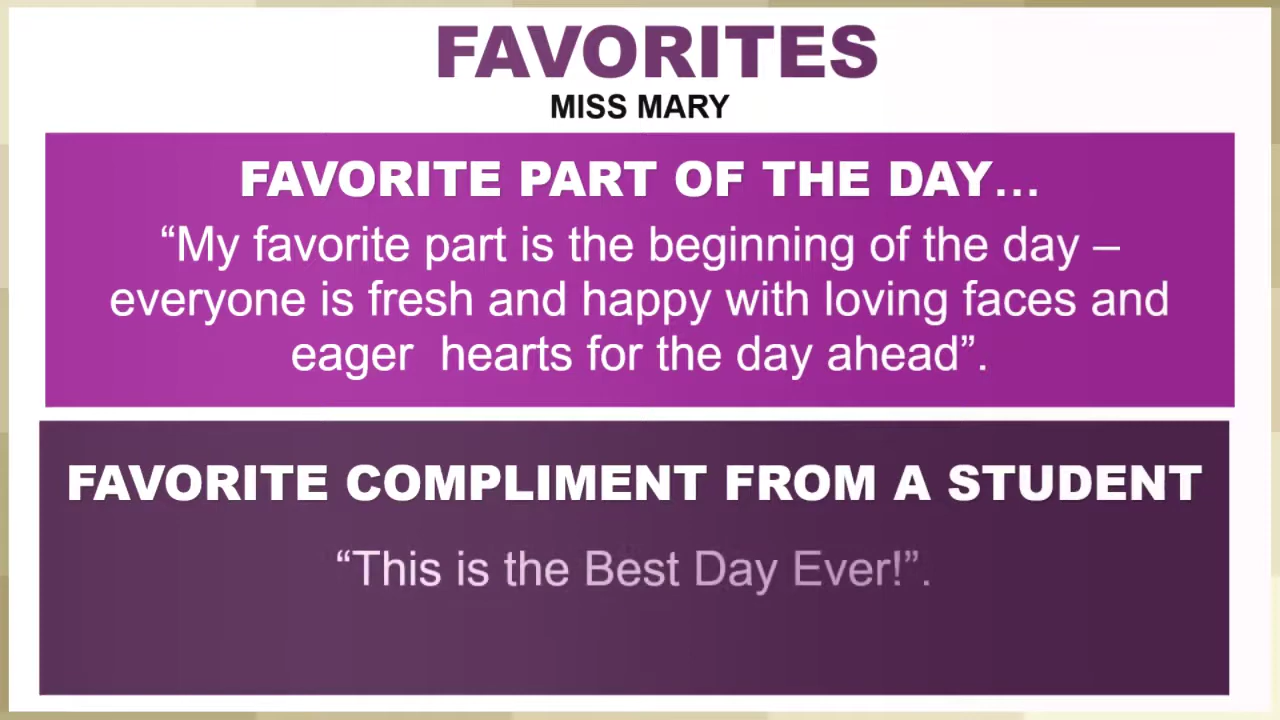 FAVORITES
MISS MARY
FAVORITE PART OF THE DAY...
“My favorite part is the beginning of the day –
everyone is fresh and happy with loving faces and
eager  hearts for the day ahead”.
FAVORITE COMPLIMENT FROM A STUDENT
“This is the Best Day Ever!”.